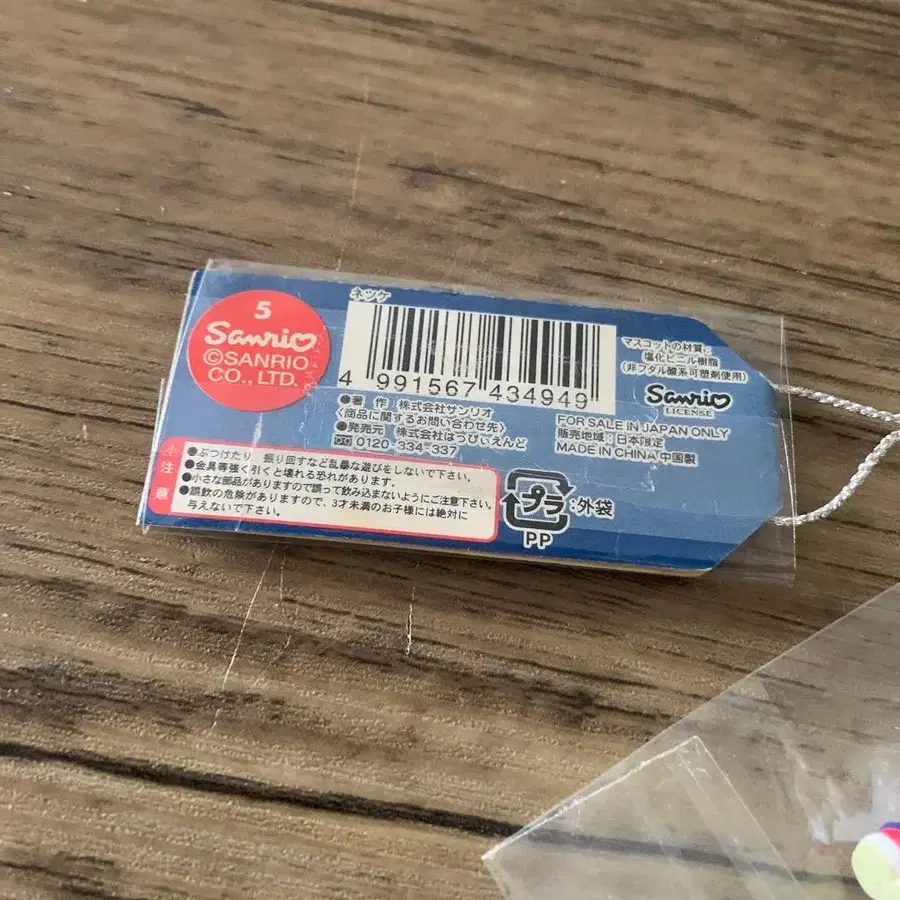 5
Sanrio
©SANRIO
CO., LTD.
ネツケ
4 991567 434949
マスコットの材質:
塩化ビニル樹脂
(非フタル酸系可塑剤使用)
Sanrio
LICENSE
●著 作 株式会社サンリオ
〈商品に関するお問い合わせ先〉
●発売元 株式会社はっぴいえんど
0120-334-337
FOR SALE IN JAPAN ONLY
販売地域:日本限定
MADE IN CHINA 中国製
注意
●ぶつけたり、振り回すなど乱暴な遊びをしないで下さい。
●金具等強く引くと壊れる恐れがあります。
●小さな部品がありますので誤って飲み込まないようにご注意下さい。
●誤飲の危険がありますので、3才未満のお子様には絶対に
与えないで下さい。
プラ
:外袋
PP